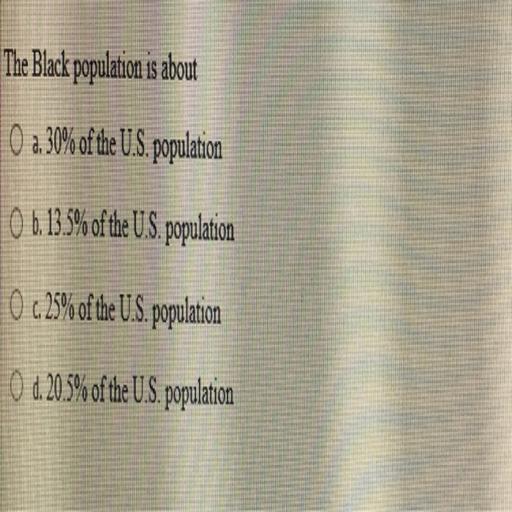 The Black population is about
a. 30% of the U.S. population
b. 13.5% of the U.S. population
c. 25% of the U.S. population
d. 20.5% of the U.S. population